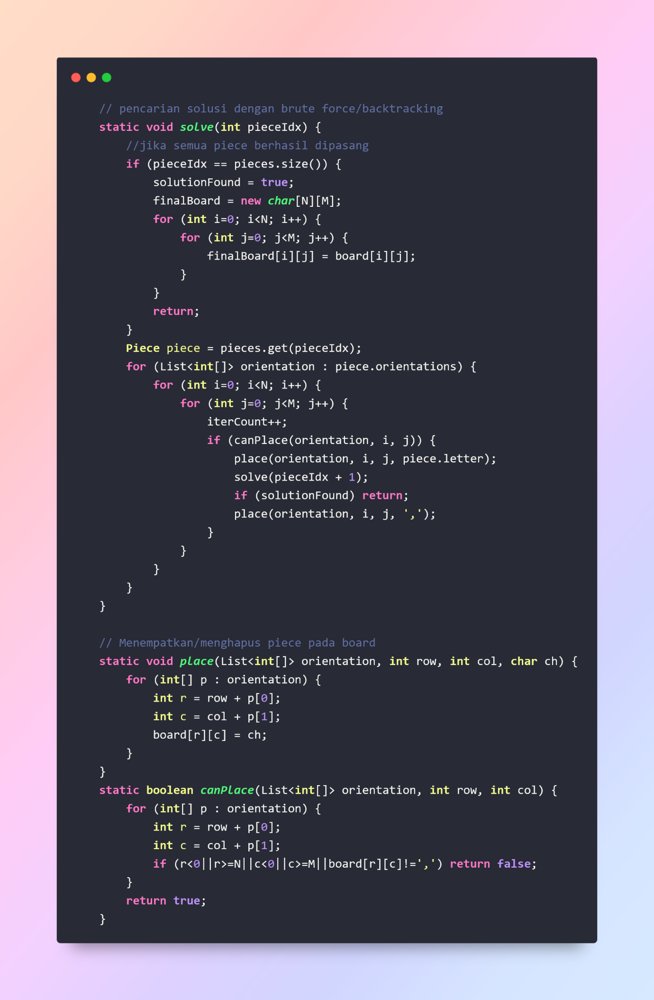 // pencarian solusi dengan brute force/backtracking
static void solve(int pieceIdx) {
    //jika semua piece berhasil dipasang
    if (pieceIdx == pieces.size()) {
        solutionFound = true;
        finalBoard = new char[N][M];
        for (int i=0; i<N; i++) {
            for (int j=0; j<M; j++) {
                finalBoard[i][j] = board[i][j];
            }
        }
        return;
    }
    Piece piece = pieces.get(pieceIdx);
    for (List<int[]> orientation : piece.orientations) {
        for (int i=0; i<N; i++) {
            for (int j=0; j<M; j++) {
                iterCount++;
                if (canPlace(orientation, i, j)) {
                    place(orientation, i, j, piece.letter);
                    solve(pieceIdx + 1);
                    if (solutionFound) return;
                    place(orientation, i, j, ',');
                }
            }
        }
    }
}

// Menempatkan/menghapus piece pada board
static void place(List<int[]> orientation, int row, int col, char ch) {
    for (int[] p : orientation) {
        int r = row + p[0];
        int c = col + p[1];
        board[r][c] = ch;
    }
}
static boolean canPlace(List<int[]> orientation, int row, int col) {
    for (int[] p : orientation) {
        int r = row + p[0];
        int c = col + p[1];
        if (r<0||r>=N||c<0||c>=M||board[r][c]!=',') return false;
    }
    return true;
}